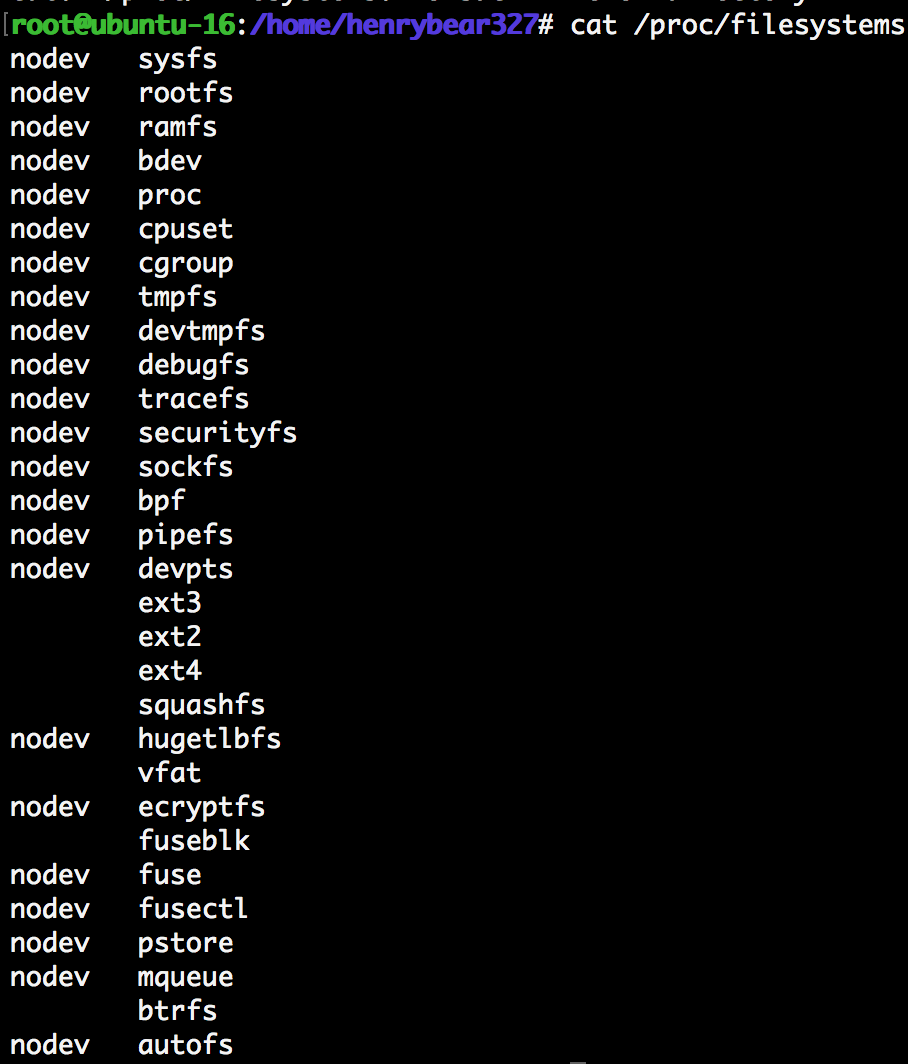 [root@ubuntu-16:/home/henrybear327# cat /proc/filesystems
nodev   sysfs
nodev   rootfs
nodev   ramfs
nodev   bdev
nodev   proc
nodev   cpuset
nodev   cgroup
nodev   tmpfs
nodev   devtmpfs
nodev   debugfs
nodev   tracefs
nodev   securityfs
nodev   sockfs
nodev   bpf
nodev   pipefs
nodev   devpts
        ext3
        ext2
        ext4
        squashfs
nodev   hugetlbfs
        vfat
nodev   ecryptfs
        fuseblk
nodev   fuse
nodev   fusectl
nodev   pstore
nodev   mqueue
        btrfs
nodev   autofs